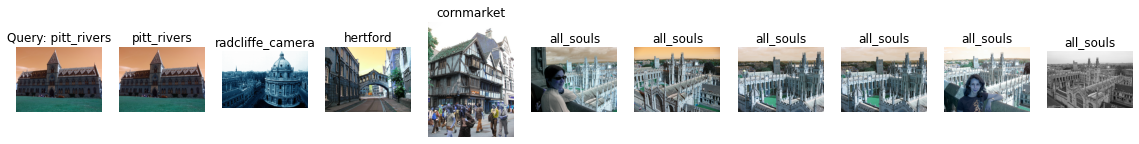 Query: pitt_rivers
pitt_rivers
radcliffe_camera
hertford
cornmarket
all_souls
all_souls
all_souls
all_souls
all_souls
all_souls